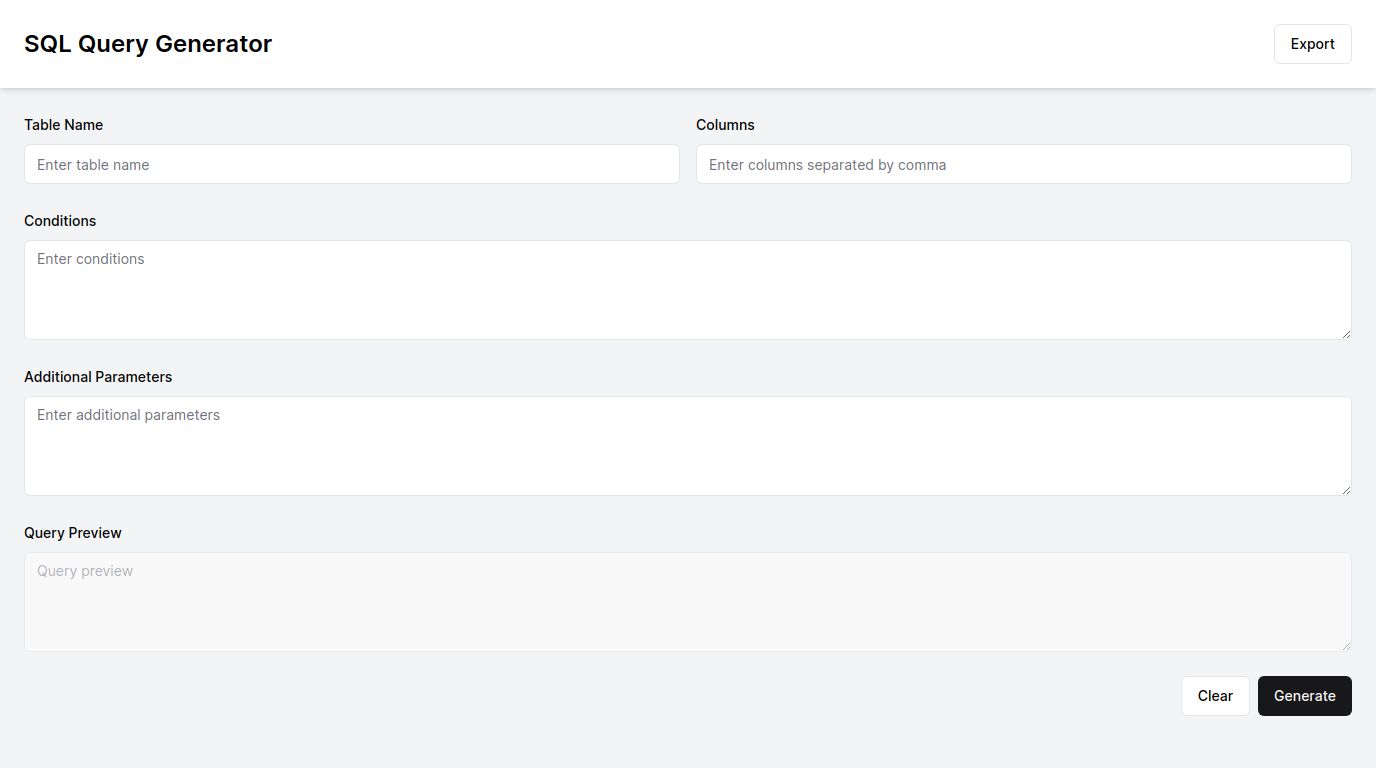 SQL Query Generator
Export
Table Name
Columns
Enter table name
Enter columns separated by comma
Conditions
Enter conditions
Additional Parameters
Enter additional parameters
Query Preview
Query preview
Clear
Generate